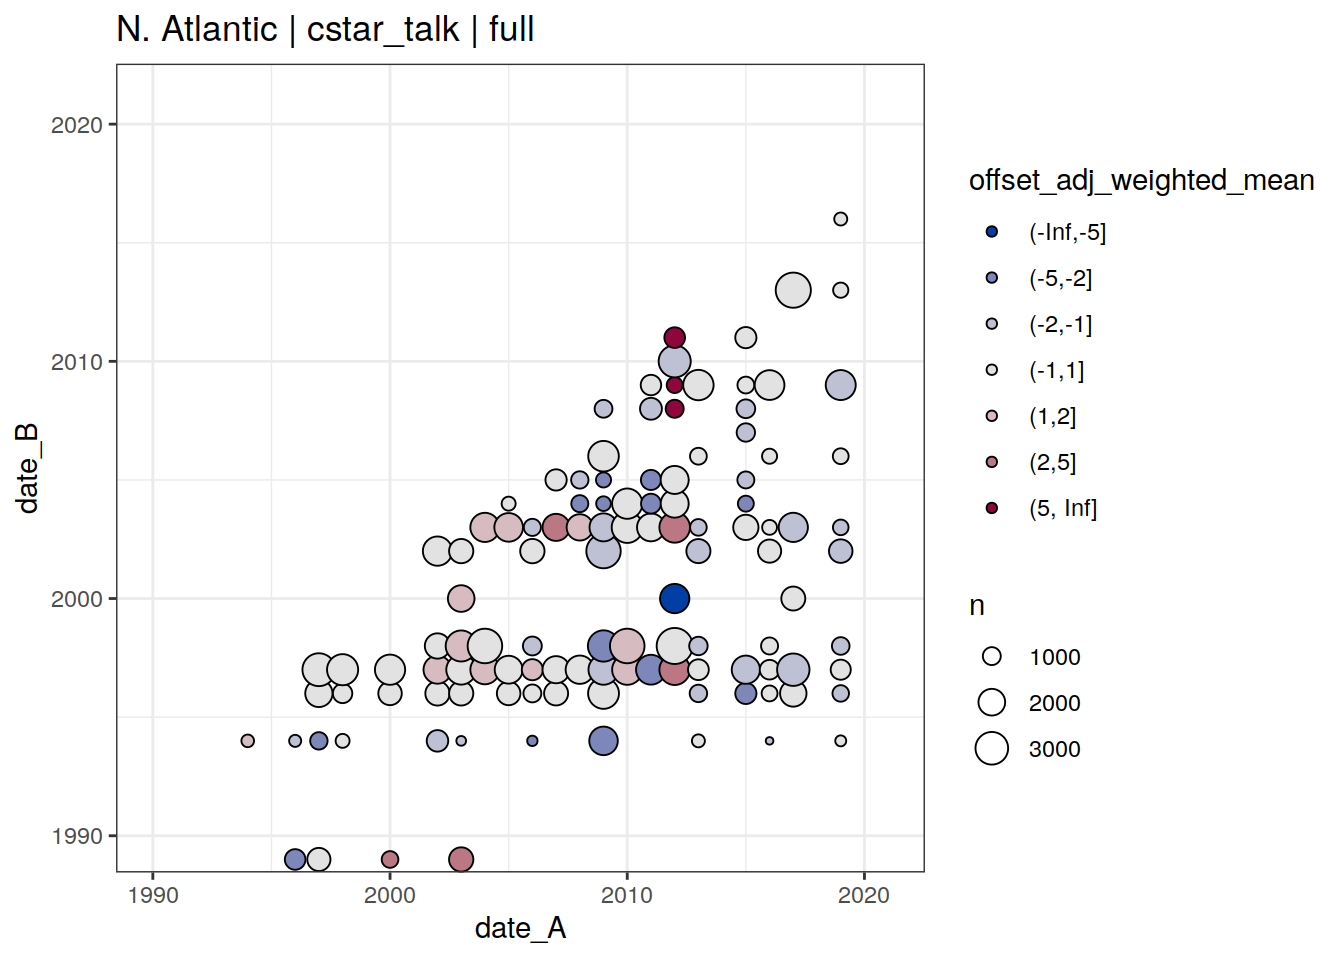 N. Atlantic | cstar_talk | full
2020
2010
2000
1990
date_B
1990
2000
2010
2020
date_A
offset_adj_weighted_mean
(-Inf,-5]
(-5,-2]
(-2,-1]
(-1,1]
(1,2]
(2,5]
(5, Inf]
n
1000
2000
3000